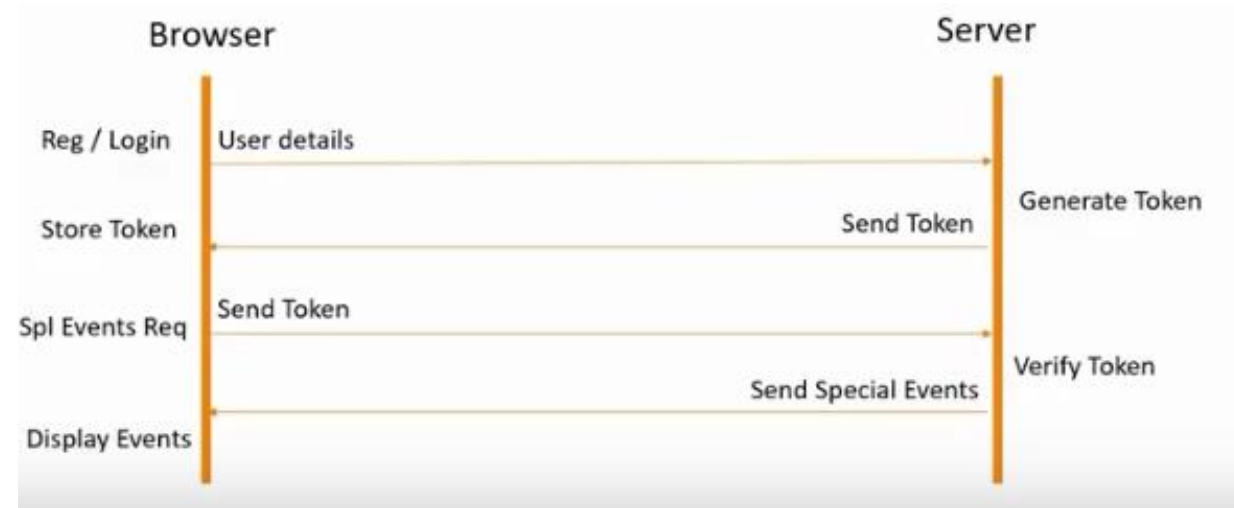 Browser
Server
Reg / Login
User details
Generate Token
Send Token
Store Token
Send Token
Spl Events Req
Verify Token
Send Special Events
Display Events